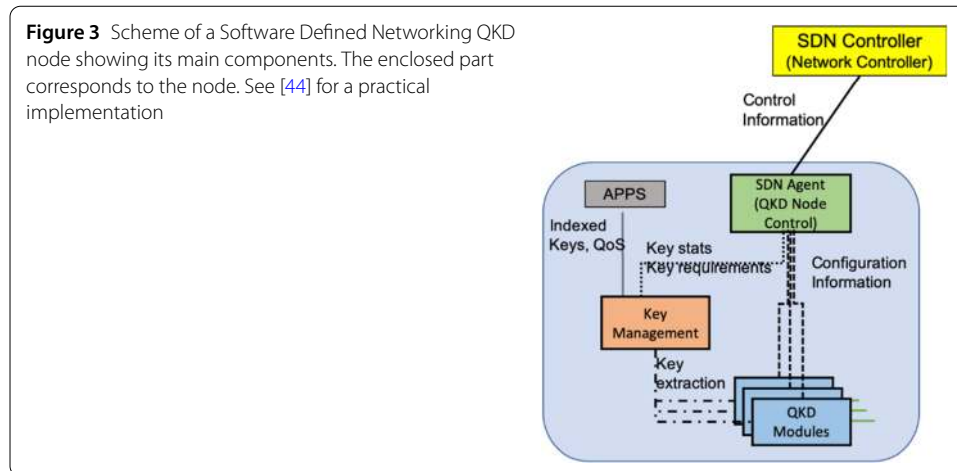 Figure 3 Scheme of a Software Defined Networking QKD
node showing its main components. The enclosed part
corresponds to the node. See [44] for a practical
implementation
SDN Controller
(Network Controller)
Control
Information
SDN Agent
(QKD Node
Control)
APPS
Indexed
Keys, QoS
Key stats
Key requirements
Configuration
Information
Key
Management
Key
extraction
QKD
Modules